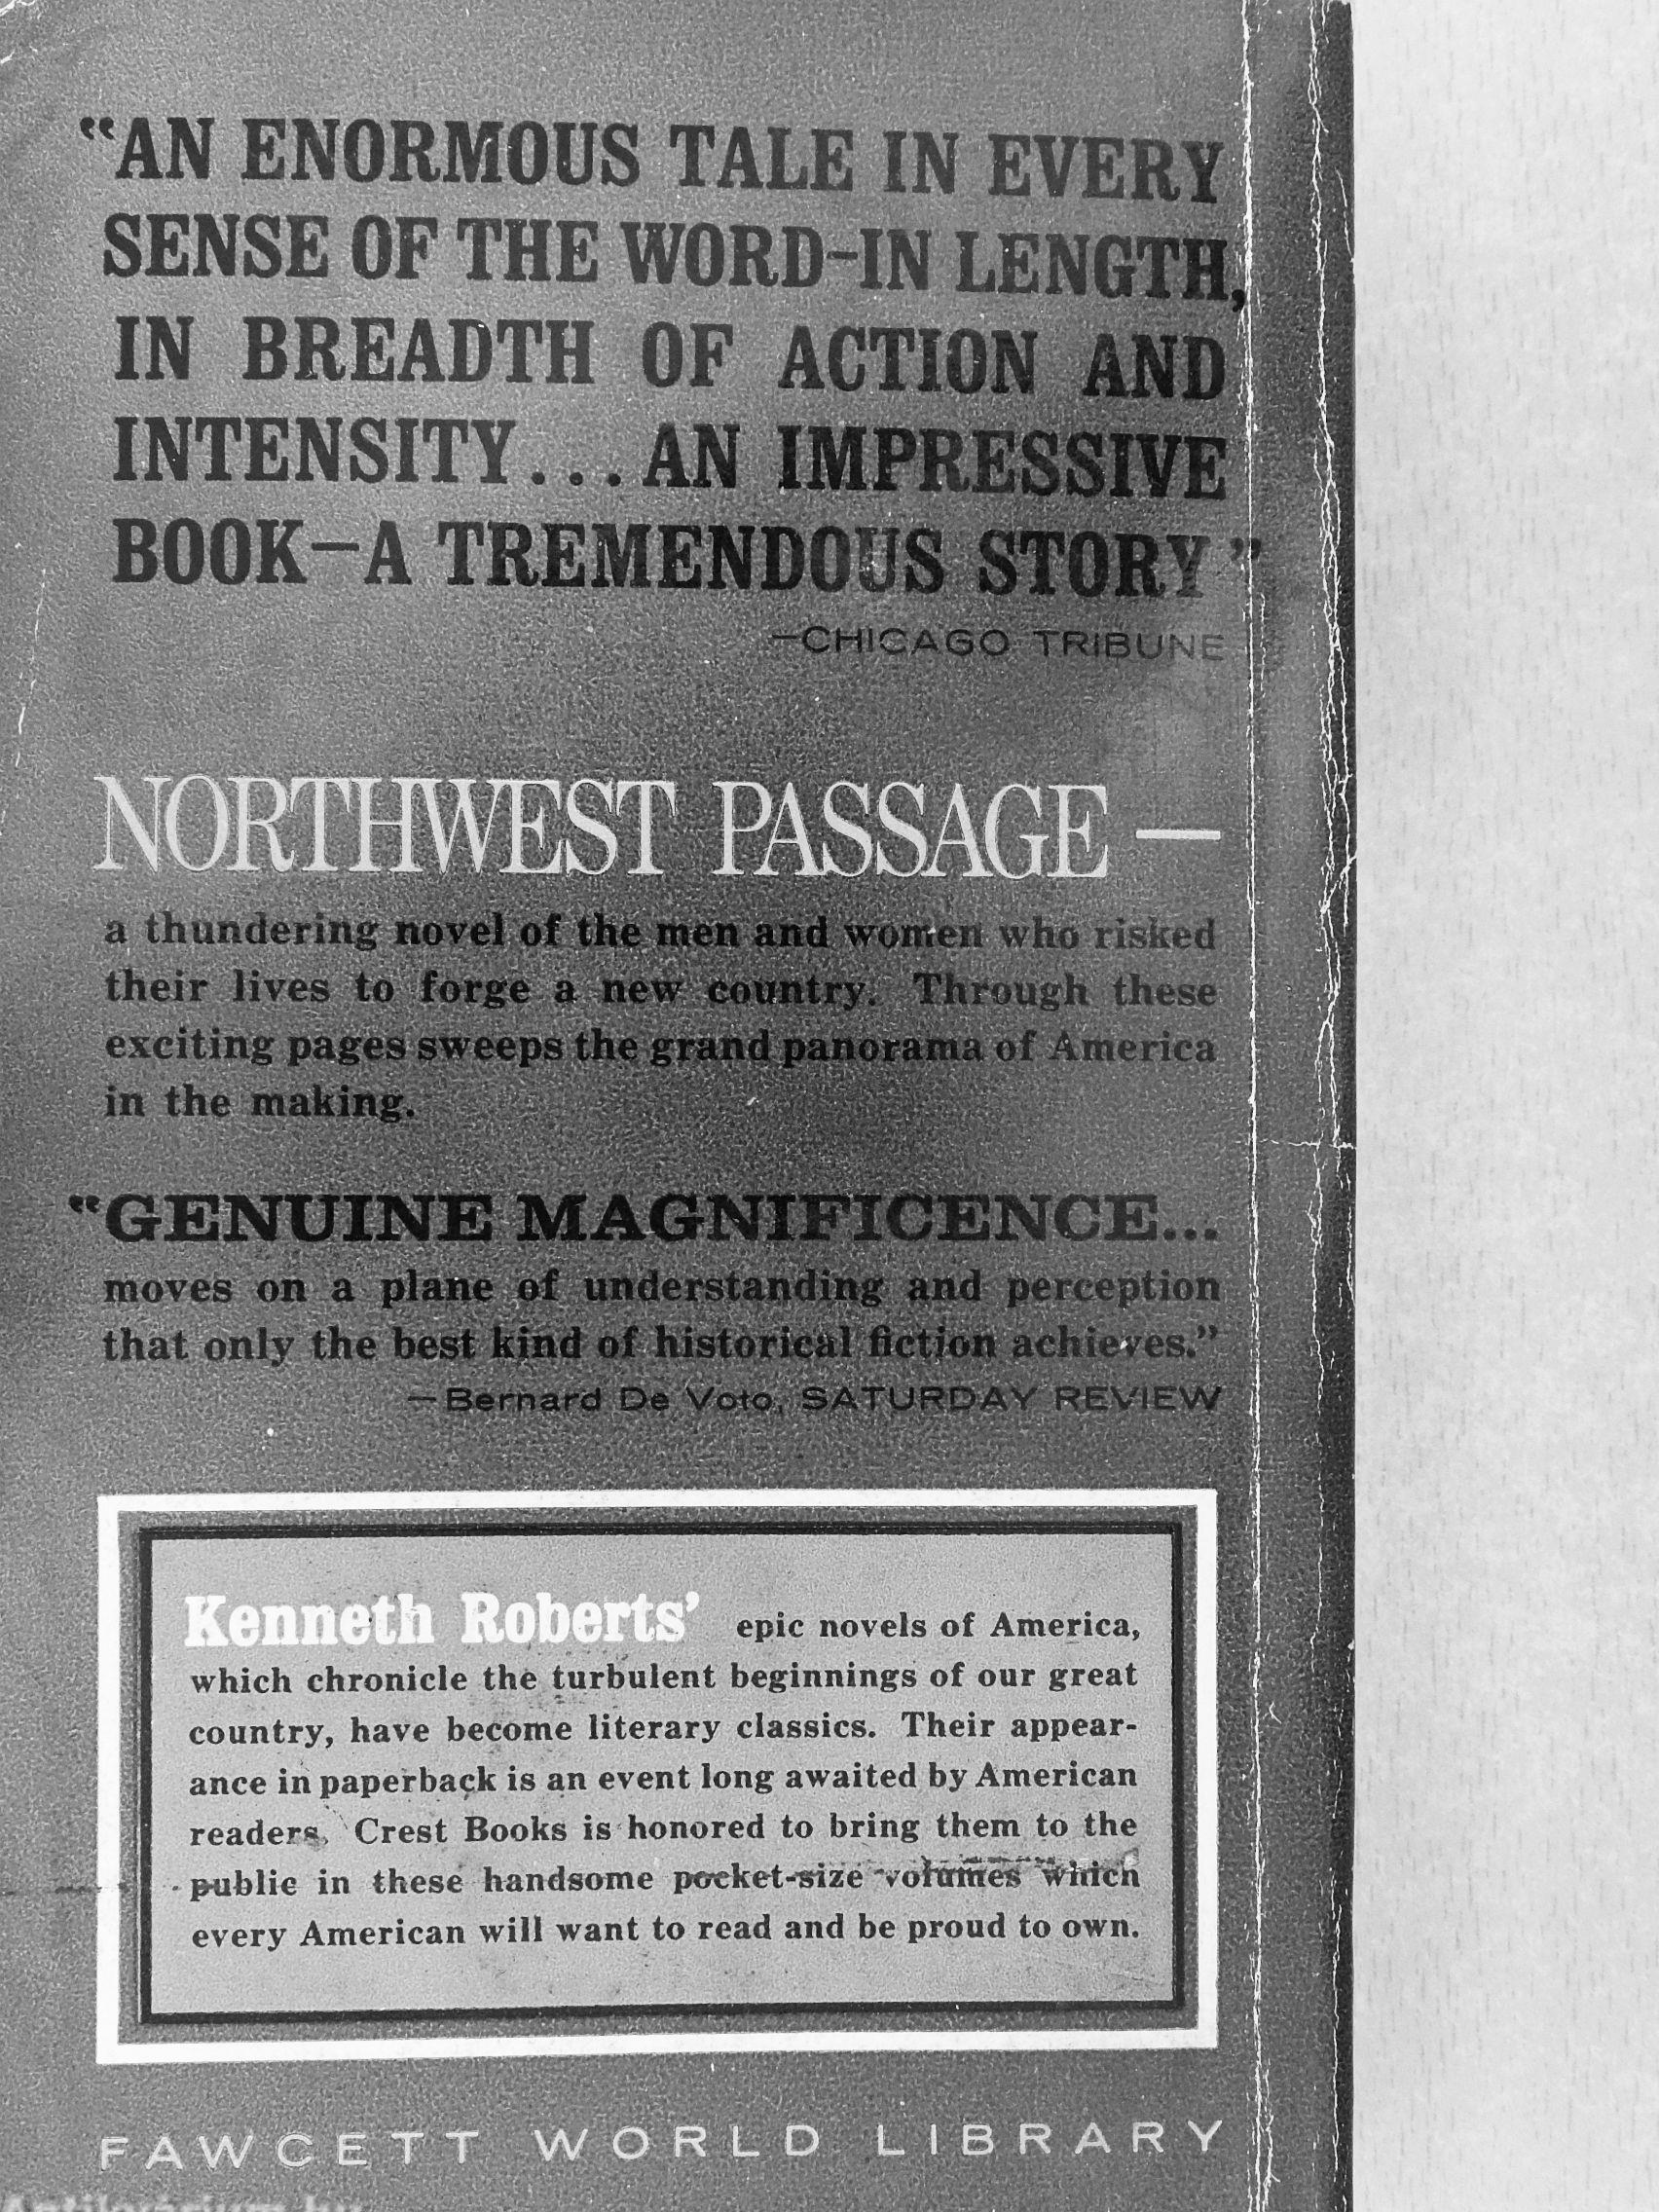 “AN ENORMOUS TALE IN EVERY
SENSE OF THE WORD—IN LENGTH,
IN BREADTH OF ACTION AND
INTENSITY...AN IMPRESSIVE
BOOK—A TREMENDOUS STORY”
—CHICAGO TRIBUNE
NORTHWEST PASSAGE —
a thundering novel of the men and women who risked
their lives to forge a new country. Through these
exciting pages sweeps the grand panorama of America
in the making.
“GENUINE MAGNIFICENCE...
moves on a plane of understanding and perception
that only the best kind of historical fiction achieves.”
—Bernard De Voto, SATURDAY REVIEW
Kenneth Roberts’ epic novels of America,
which chronicle the turbulent beginnings of our great
country, have become literary classics. Their appear-
ance in paperback is an event long awaited by American
readers. Crest Books is honored to bring them to the
public in these handsome pocket-size volumes which
every American will want to read and be proud to own.
FAWCETT WORLD LIBRARY